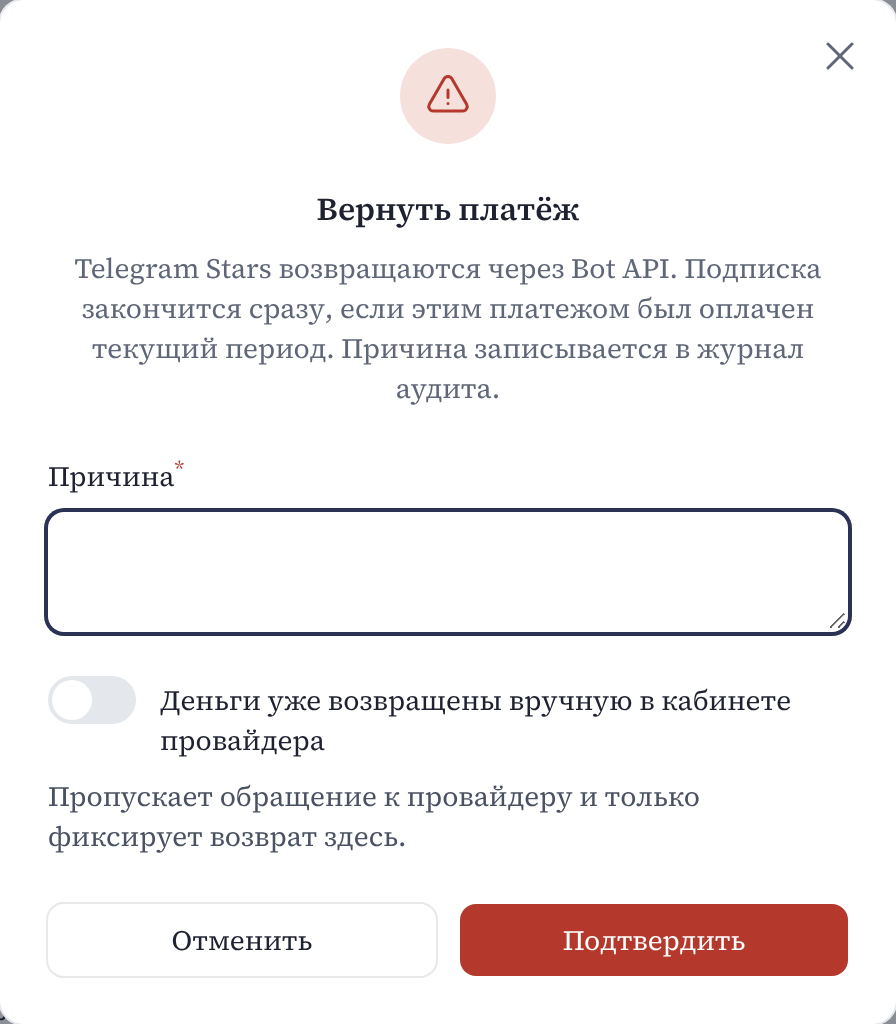 Вернуть платёж
Telegram Stars возвращаются через Bot API. Подписка
закончится сразу, если этим платежом был оплачен
текущий период. Причина записывается в журнал
аудита.
Причина*
Деньги уже возвращены вручную в кабинете
провайдера
Пропускает обращение к провайдеру и только
фиксирует возврат здесь.
Отменить
Подтвердить